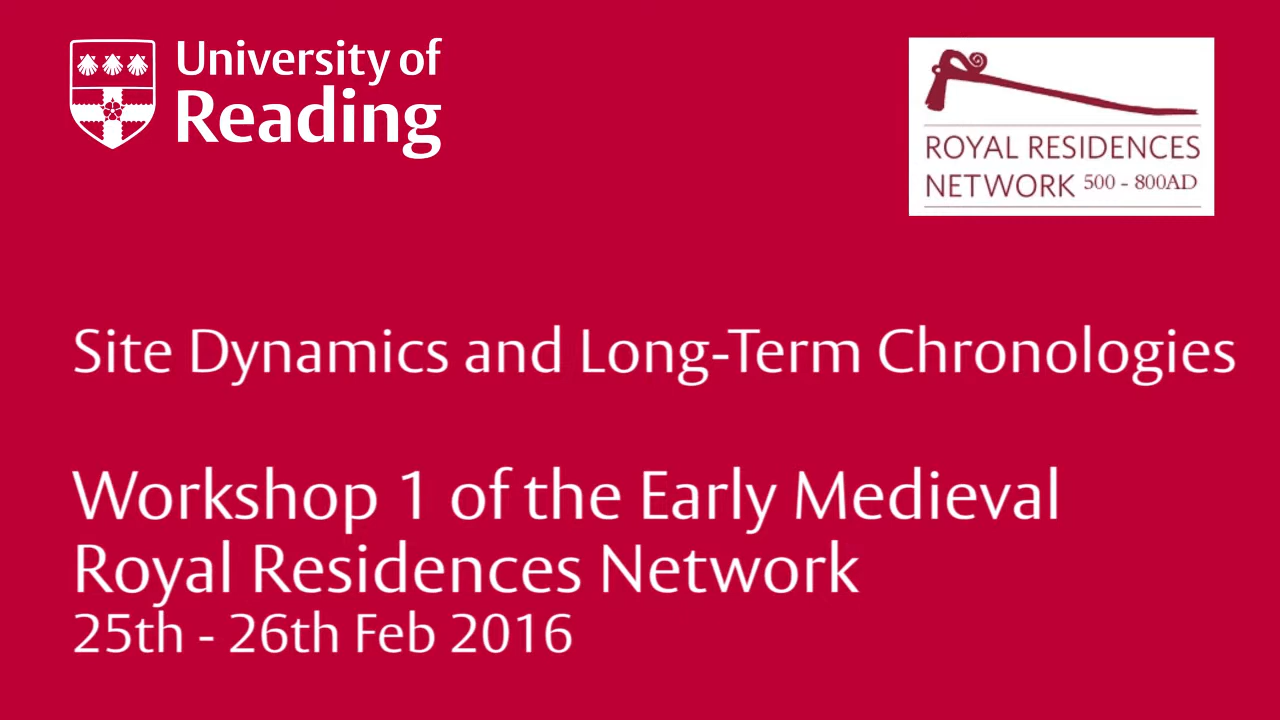 University of
Reading
ROYAL RESIDENCES
NETWORK 500 - 800AD
Site Dynamics and Long-Term Chronologies
Workshop 1 of the Early Medieval
Royal Residences Network
25th - 26th Feb 2016